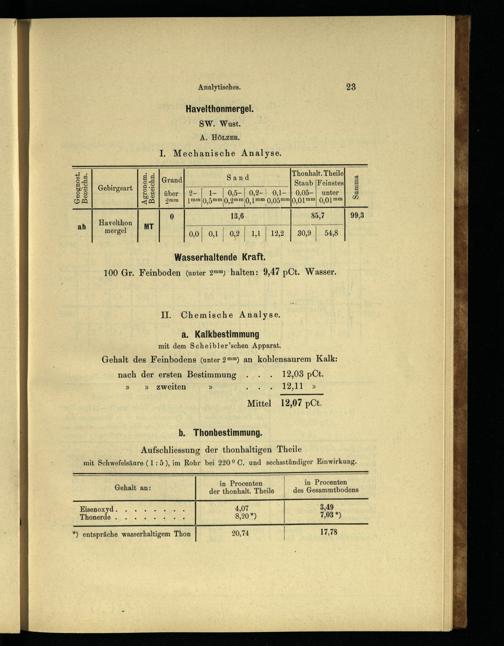 Analytisches. 23
Havelthonmergel.
SW. Wust.
A. HÖLZER.
I. Mechanische Analyse.
Geognost. Bezeichn. | Gebirgsart | Agronom. Bezeichn. | Grand über 2mm | Sand | Thonhalt. Theile | Summa
2–1mm | 1–0,5mm | 0,5–0,2mm | 0,2–0,1mm | 0,1–0,05mm | Staub 0,05–0,01mm | Feinstes unter 0,01mm
ah | Havelthonmergel | MT | 0 | 13,6 | 85,7 | 99,3
0,0 | 0,1 | 0,2 | 1,1 | 12,2 | 30,9 | 54,8
Wasserhaltende Kraft.
100 Gr. Feinboden (unter 2mm) halten: 9,47 pCt. Wasser.
II. Chemische Analyse.
a. Kalkbestimmung
mit dem Scheibler'schen Apparat.
Gehalt des Feinbodens (unter 2mm) an kohlensaurem Kalk:
nach der ersten Bestimmung . . . 12,03 pCt.
» » zweiten » . . . 12,11 »
Mittel 12,07 pCt.
b. Thonbestimmung.
Aufschliessung der thonhaltigen Theile
mit Schwefelsäure (1 : 5), im Rohr bei 220° C. und sechsstündiger Einwirkung.
Gehalt an: | in Procenten der thonhalt. Theile | in Procenten des Gesammtbodens
Eisenoxyd . . . . . . . . 4,07 | 3,49
Thonerde . . . . . . . . 8,20*) | 7,03*)
*) entspräche wasserhaltigem Thon | 20,74 | 17,78